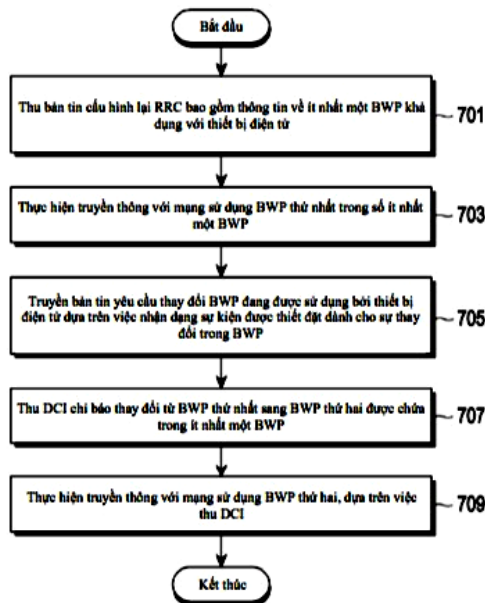 Bắt đầu
Thu bản tin cấu hình lại RRC bao gồm thông tin về ít nhất một BWP khả
dụng với thiết bị điện tử
701
Thực hiện truyền thông với mạng sử dụng BWP thứ nhất trong số ít nhất
một BWP
703
Truyền bản tin yêu cầu thay đổi BWP đang được sử dụng bởi thiết bị
điện tử dựa trên việc nhận dạng sự kiện được thiết đặt dành cho sự thay
đổi trong BWP
705
Thu DCI chỉ báo thay đổi từ BWP thứ nhất sang BWP thứ hai được chứa
trong ít nhất một BWP
707
Thực hiện truyền thông với mạng sử dụng BWP thứ hai, dựa trên việc
thu DCI
709
Kết thúc